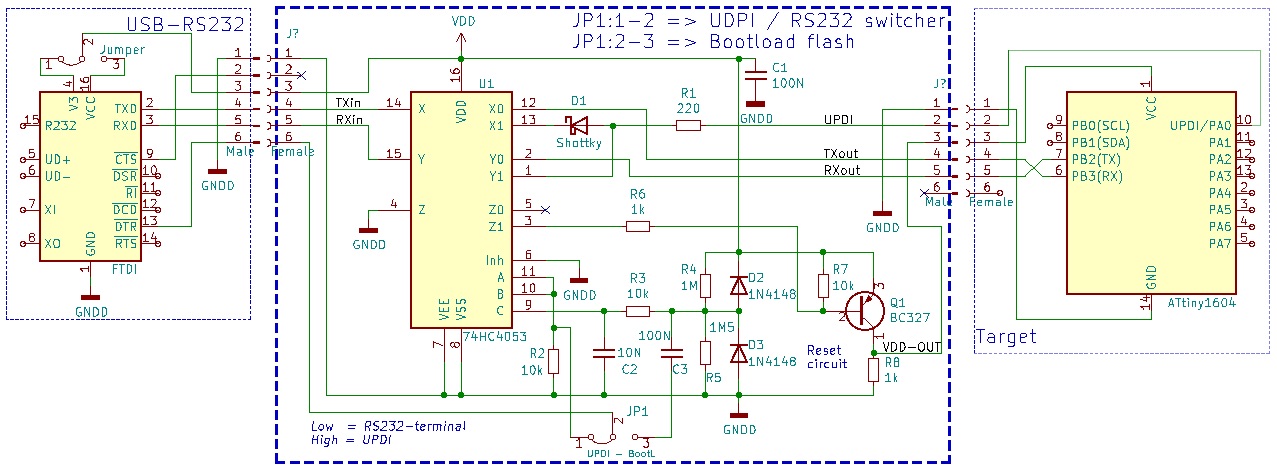 USB-RS232
Jumper
1
2
3
4
16
V3
VCC
15
R232
5
UD+
6
UD-
7
XI
8
XO
TXD
2
RXD
3
CTS
9
DSR
10
RI
11
DCD
12
DTR
13
RTS
14
GND
1
FTDI
GNDD
1
2
3
4
5
6
Male
GNDD
J?
1
2
3
4
5
6
Female
JP1:1-2 => UDPI / RS232 switcher
JP1:2-3 => Bootload flash
VDD
TXin
RXin
14
15
4
GNDD
U1
16
VDD
X
Y
Z
X0
12
X1
13
Y0
2
Y1
1
Z0
5
Z1
3
Inh
6
A
11
B
10
C
9
VEE
VSS
7
8
74HC4053
GNDD
C1
100N
GNDD
D1
Shottky
R1
220
UPDI
TXout
RXout
R6
1k
R3
10k
R4
1M
D2
1N4148
R7
10k
Q1
BC327
3
2
1
R2
10k
10N
C2
100N
C3
1M5
R5
D3
1N4148
Reset
circuit
VDD-OUT
R8
1k
GNDD
JP1
1
2
3
UPDI - BootL
Low = RS232-terminal
High = UPDI
GNDD
J?
1
2
3
4
5
6
Male
1
2
3
4
5
6
Female
1
VCC
9
PB0(SCL)
8
PB1(SDA)
7
PB2(TX)
6
PB3(RX)
UPDI/PA0
10
PA1
11
PA2
12
PA3
13
PA4
2
PA5
3
PA6
4
PA7
5
GND
14
ATtiny1604
Target